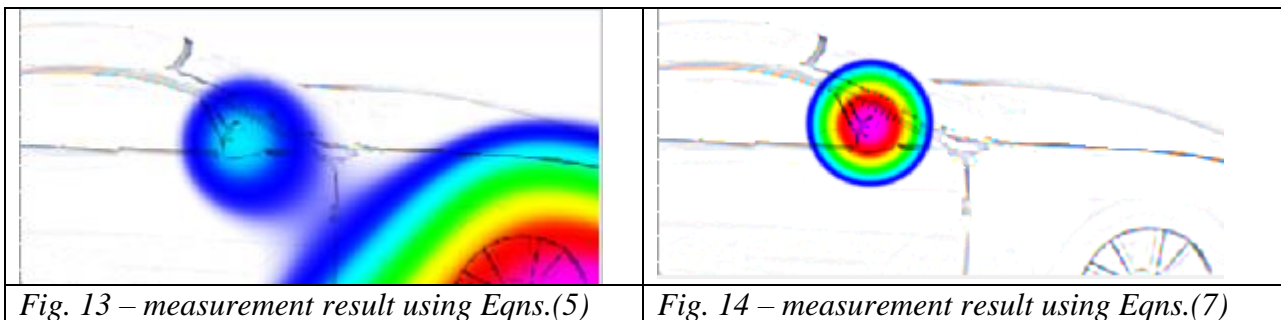 Fig. 13 – measurement result using Eqns.(5)
Fig. 14 – measurement result using Eqns.(7)